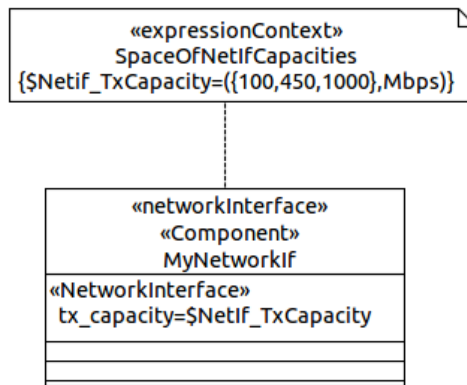 «expressionContext»
SpaceOfNetIfCapacities
{$Netif_TxCapacity=({100,450,1000},Mbps)}
«networkInterface»
«Component»
MyNetworkIf
«NetworkInterface»
tx_capacity=$NetIf_TxCapacity